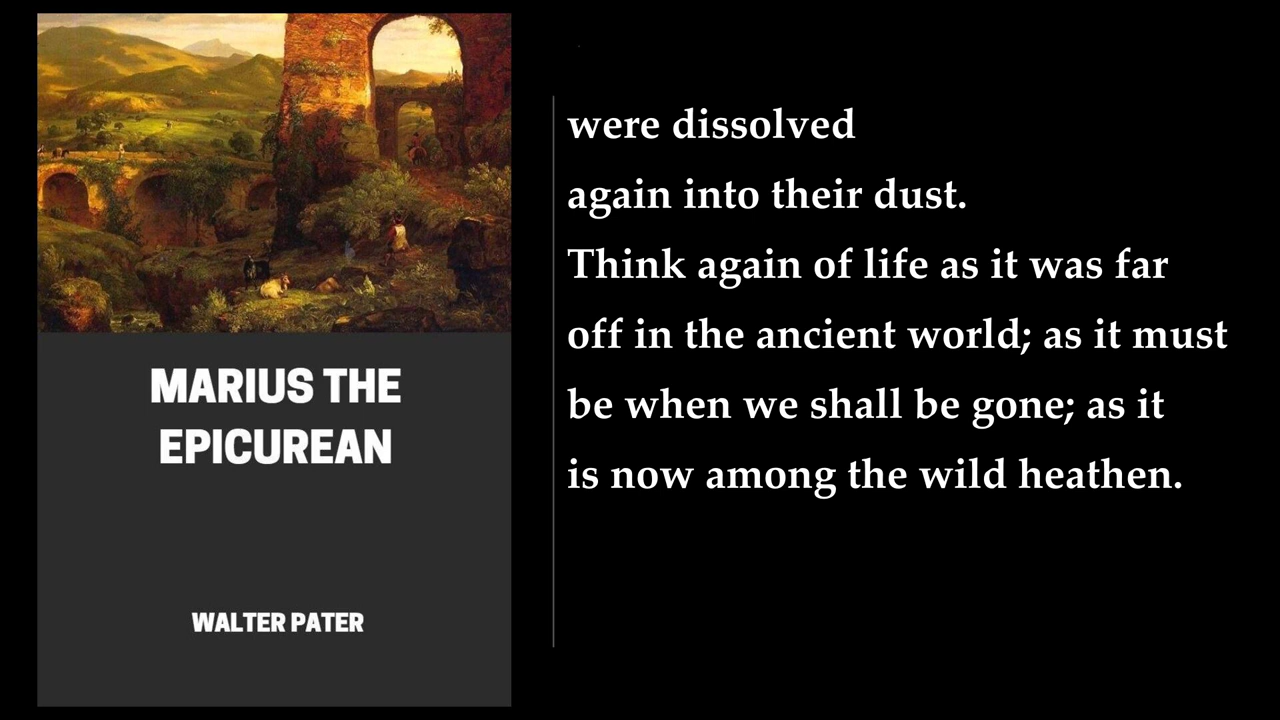 MARIUS THE
EPICUREAN
WALTER PATER
were dissolved
again into their dust.
Think again of life as it was far
off in the ancient world; as it must
be when we shall be gone; as it
is now among the wild heathen.